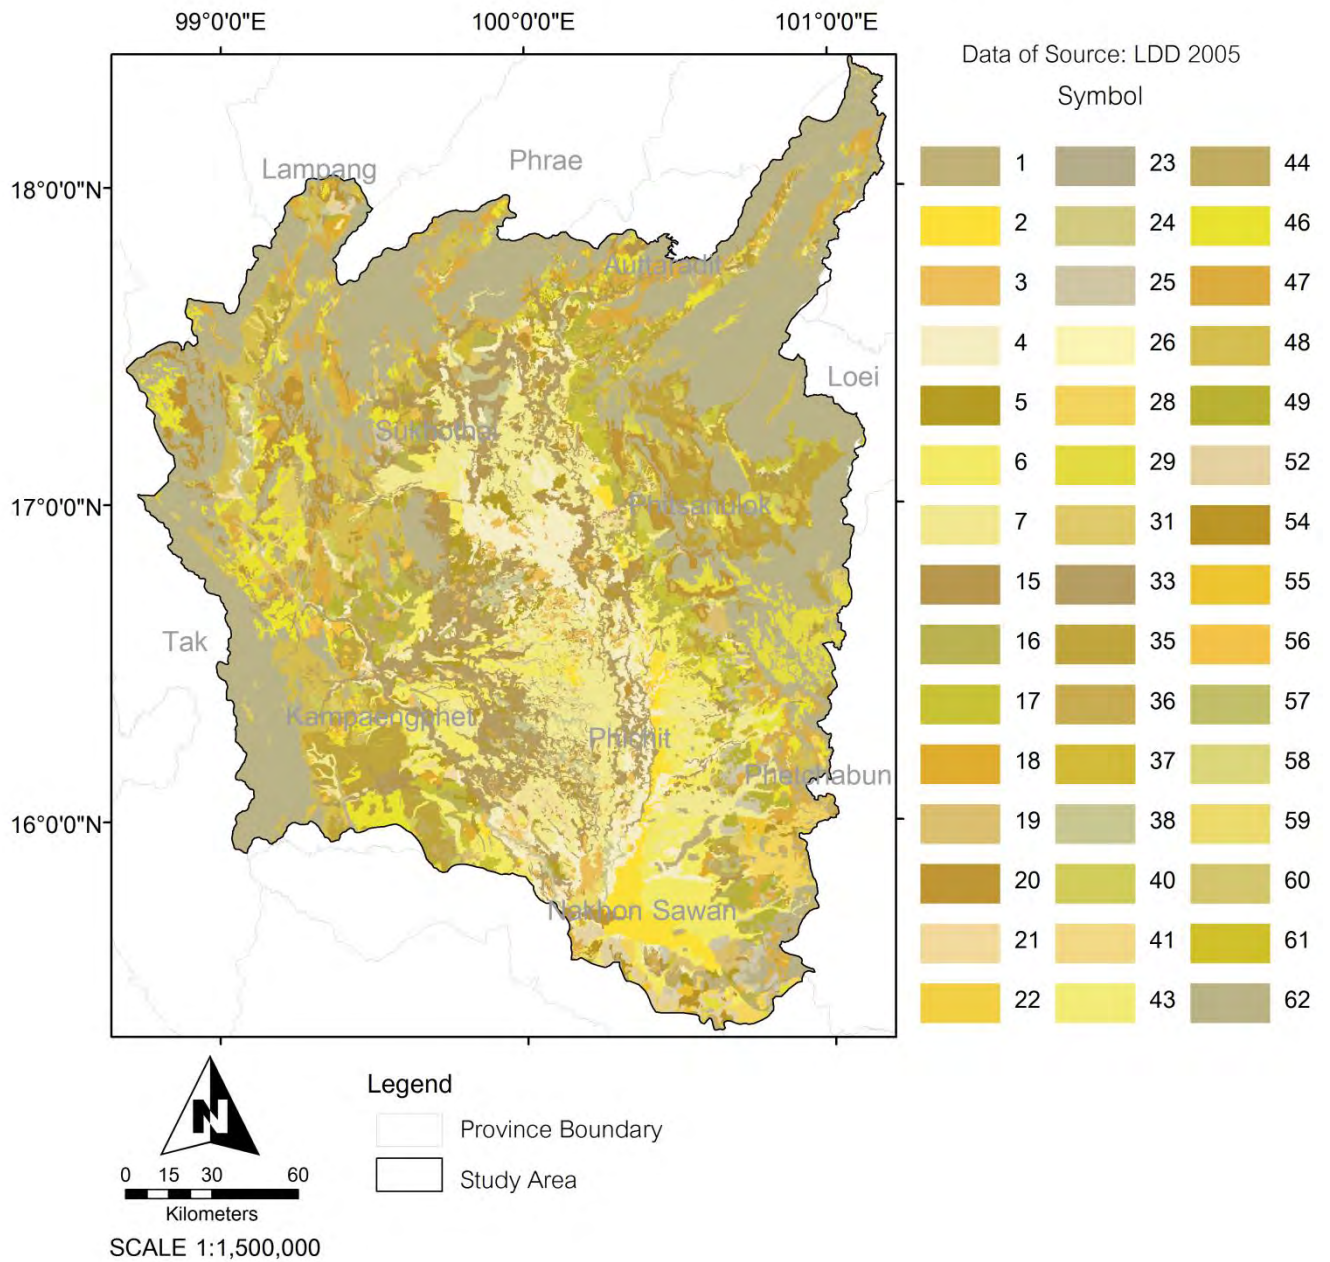 99°0'0"E 100°0'0"E 101°0'0"E
Data of Source: LDD 2005
Symbol
18°0'0"N
17°0'0"N
16°0'0"N
Lampang
Phrae
Auttaradit
Loei
Sukhothai
Phitsanulok
Tak
Kampaengphet
Phichit
Phetchabun
Nakhon Sawan
1 23 44
2 24 46
3 25 47
4 26 48
5 28 49
6 29 52
7 31 54
15 33 55
16 35 56
17 36 57
18 37 58
19 38 59
20 40 60
21 41 61
22 43 62
N
0 15 30 60
Kilometers
SCALE 1:1,500,000
Legend
Province Boundary
Study Area